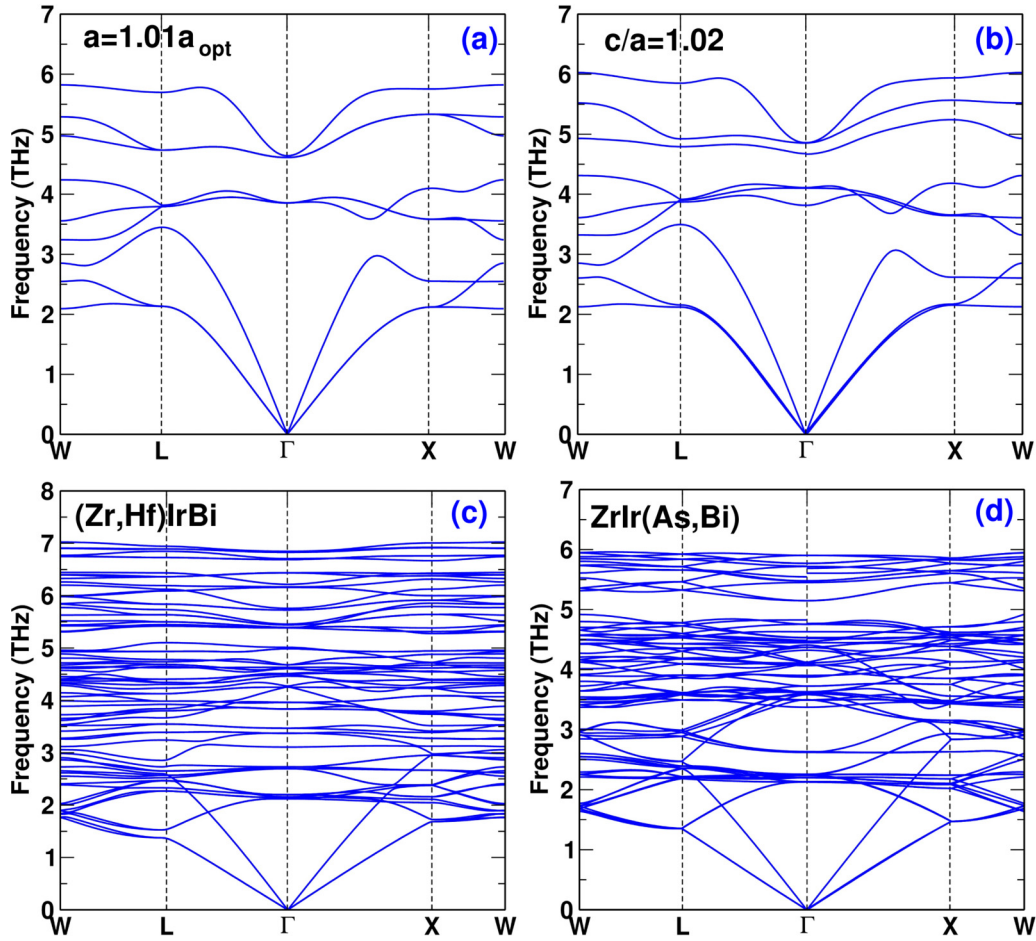 a=1.01a_opt (a)
Frequency (THz)
7
6
5
4
3
2
1
0
W L Γ X W
c/a=1.02 (b)
Frequency (THz)
7
6
5
4
3
2
1
0
W L Γ X W
(Zr,Hf)IrBi (c)
Frequency (THz)
8
7
6
5
4
3
2
1
0
W L Γ X W
ZrIr(As,Bi) (d)
Frequency (THz)
7
6
5
4
3
2
1
0
W L Γ X W